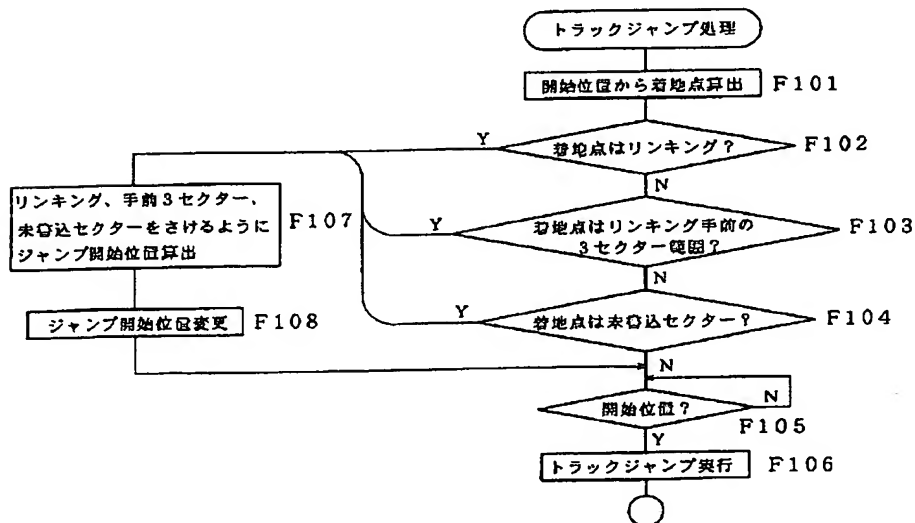 トラックジャンプ処理
開始位置から着地点算出 F101
Y
着地点はリンキング? F102
N
リンキング、手前3セクター、
未書込セクターをさけるように
ジャンプ開始位置算出
F107
Y
着地点はリンキング手前の
3セクター範囲?
F103
N
ジャンプ開始位置変更 F108
Y
着地点は未書込セクター? F104
N
開始位置?
N
F105
Y
トラックジャンプ実行 F106